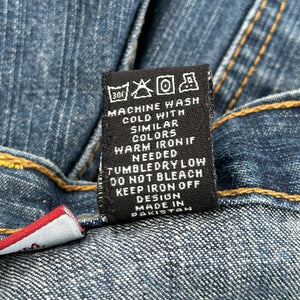 30c
MACHINE WASH
COLD WITH
SIMILAR
COLORS
WARM IRON IF
NEEDED
TUMBLE DRY LOW
DO NOT BLEACH
KEEP IRON OFF
DESIGN
MADE IN
PAKISTAN